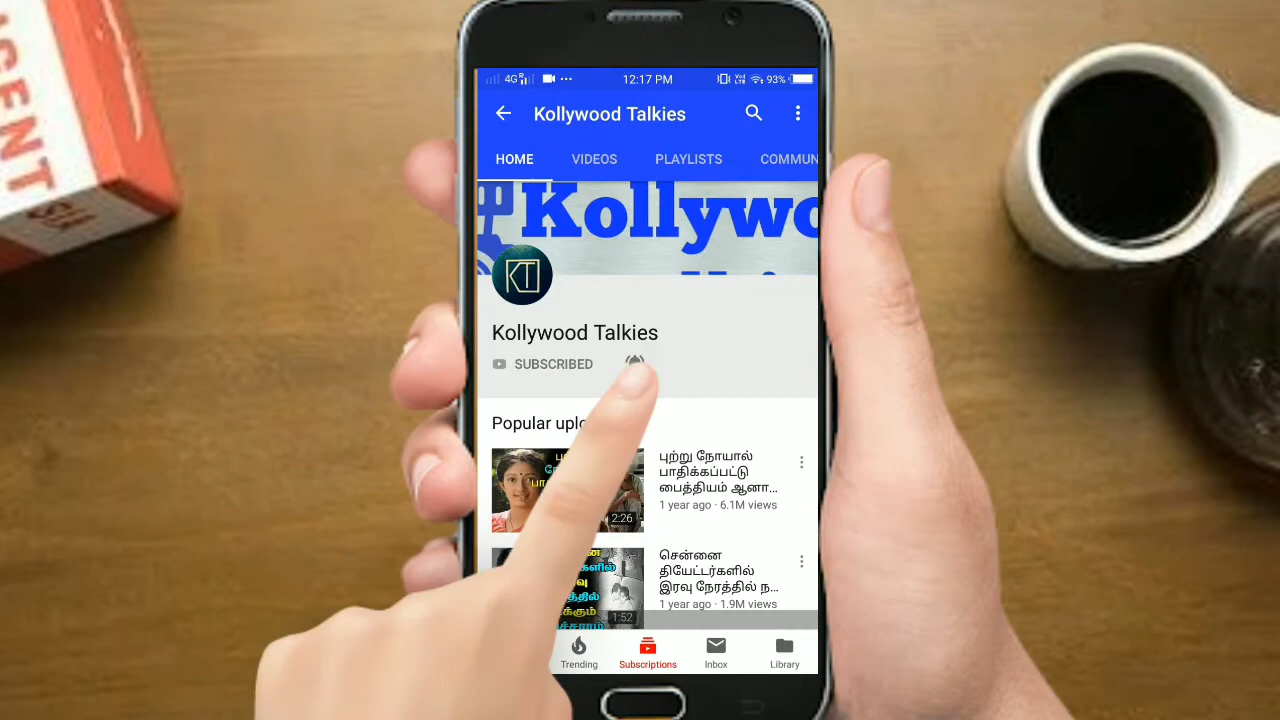 4G R
12:17 PM
93%
Kollywood Talkies
HOME VIDEOS PLAYLISTS COMMUN
Kollywo
KT
Kollywood Talkies
SUBSCRIBED
Popular uplo
புற்று நோயால்
பாதிக்கப்பட்டு
பைத்தியம் ஆனா...
1 year ago · 6.1M views
2:26
சென்னை
தியேட்டர்களில்
இரவு நேரத்தில் ந...
1 year ago · 1.9M views
1:52
Trending Subscriptions Inbox Library